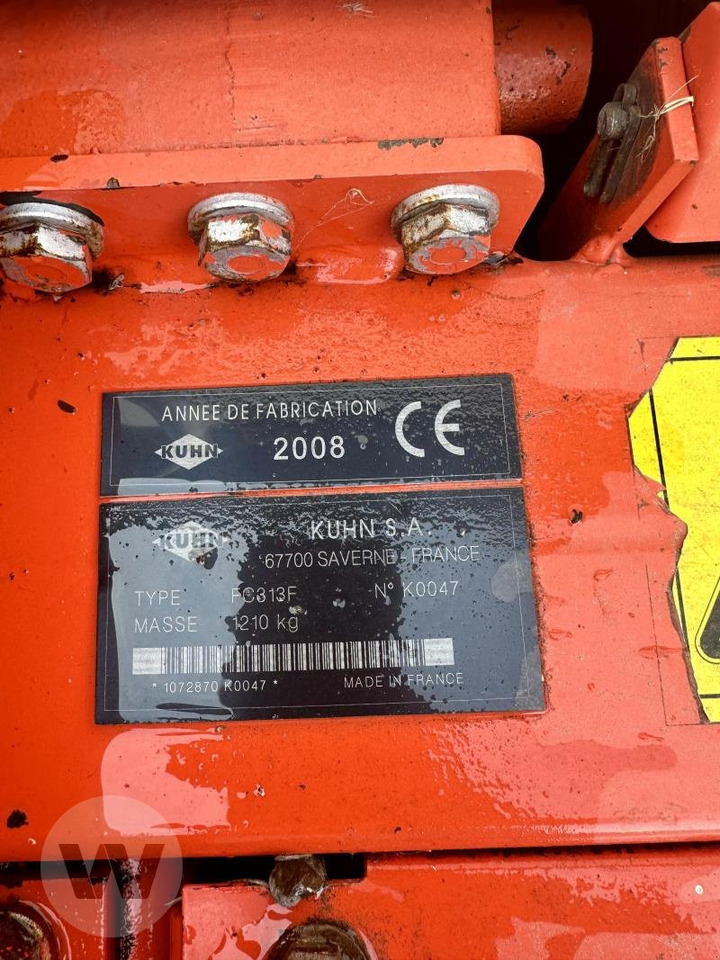 ANNEE DE FABRICATION
CE
KUHN
2008
KUHN
KUHN S.A.
67700 SAVERNE - FRANCE
TYPE FC313F N° K0047
MASSE 1210 kg
* 1072870 K0047 * MADE IN FRANCE
W